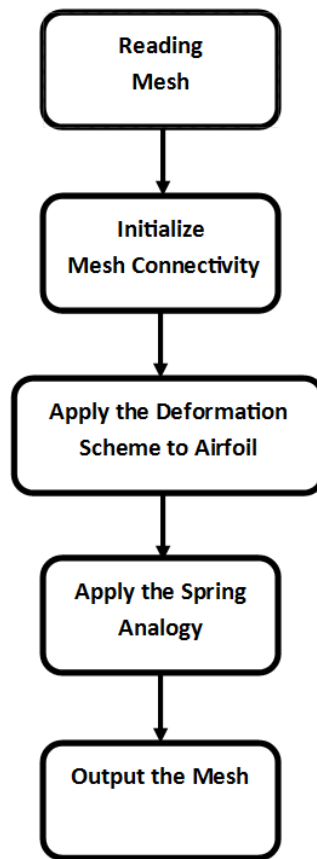 Reading
Mesh
Initialize
Mesh Connectivity
Apply the Deformation
Scheme to Airfoil
Apply the Spring
Analogy
Output the Mesh